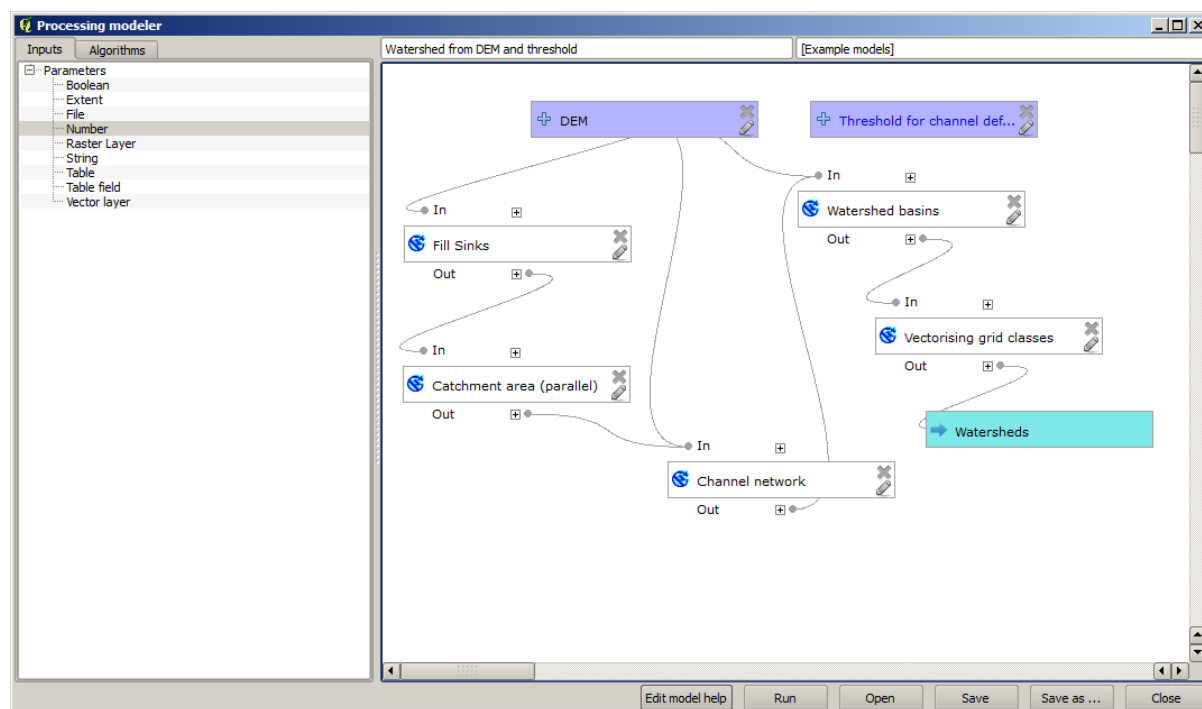 Processing modeler
Inputs
Algorithms
Parameters
Boolean
Extent
File
Number
Raster Layer
String
Table
Table field
Vector layer
Watershed from DEM and threshold
[Example models]
DEM
Threshold for channel def...
In
Watershed basins
Out
In
Fill Sinks
Out
In
Vectorising grid classes
Out
In
Catchment area (parallel)
Out
Watersheds
In
Channel network
Out
Edit model help
Run
Open
Save
Save as ...
Close